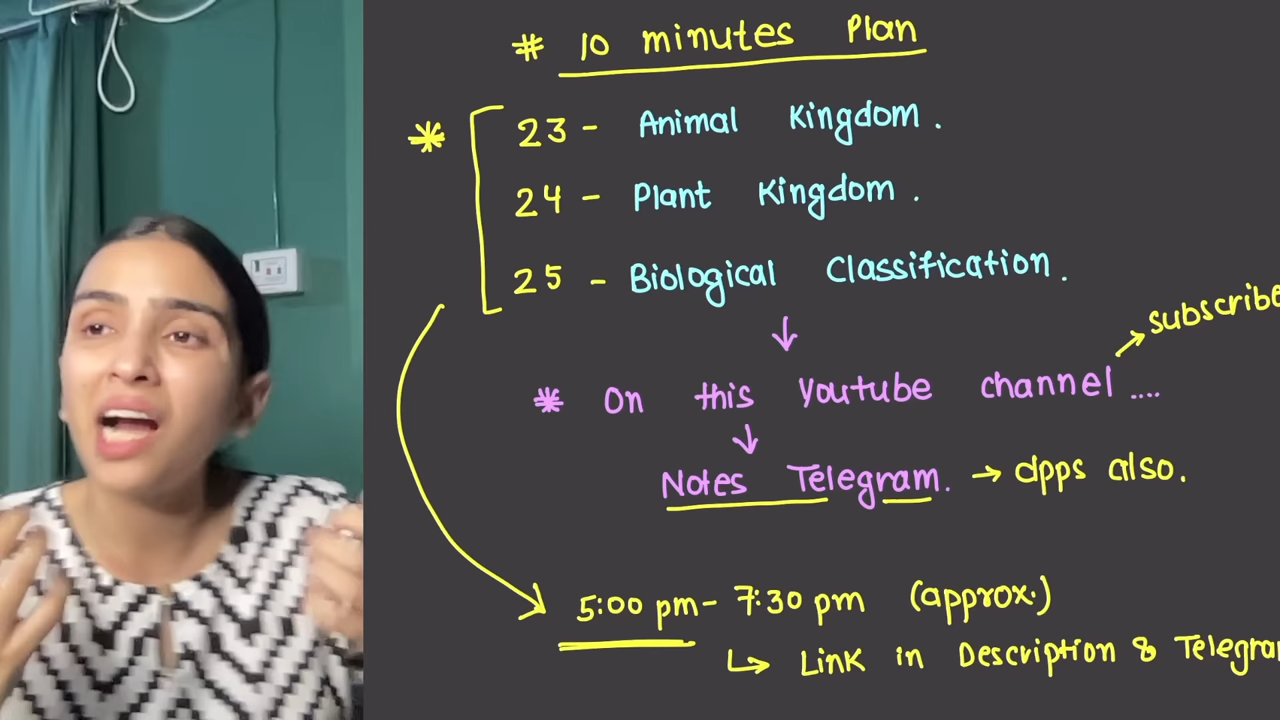 # 10 minutes Plan
* 23 - Animal Kingdom.
24 - Plant Kingdom.
25 - Biological Classification.
↓ → subscribe
* On this Youtube channel ....
↓
Notes Telegram. → dpps also.
5:00 pm - 7:30 pm (approx.)
↳ Link in Description & Telegra